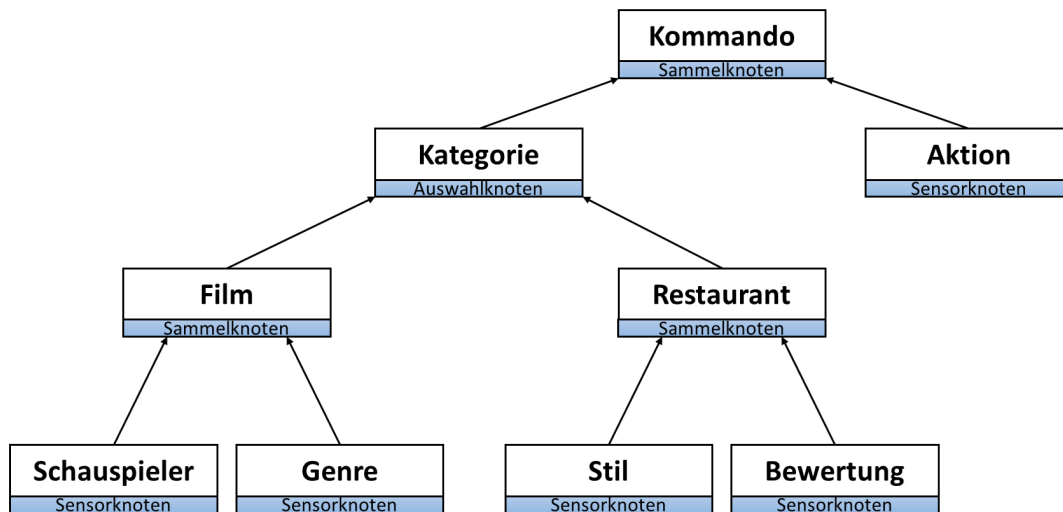 Kommando
Sammelknoten
Kategorie
Auswahlknoten
Aktion
Sensorknoten
Film
Sammelknoten
Restaurant
Sammelknoten
Schauspieler
Sensorknoten
Genre
Sensorknoten
Stil
Sensorknoten
Bewertung
Sensorknoten